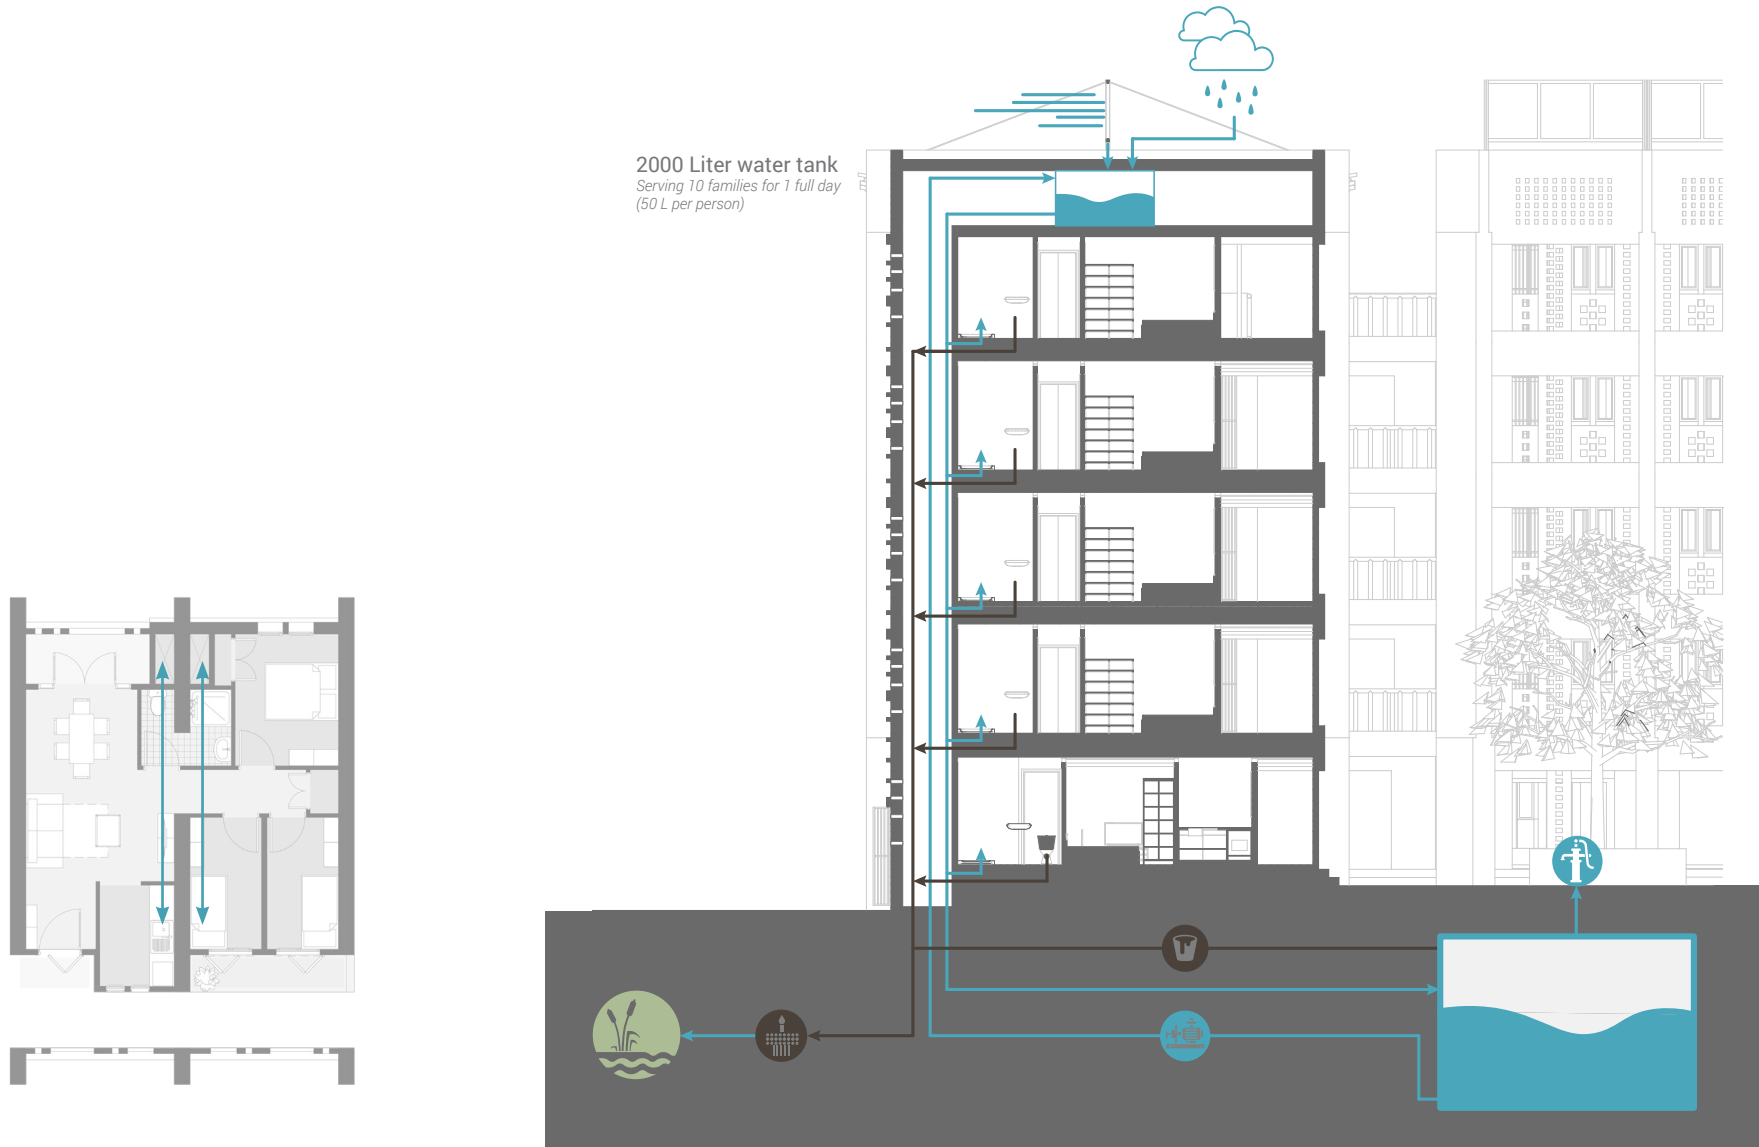 2000 Liter water tank
Serving 10 families for 1 full day
(50 L per person)